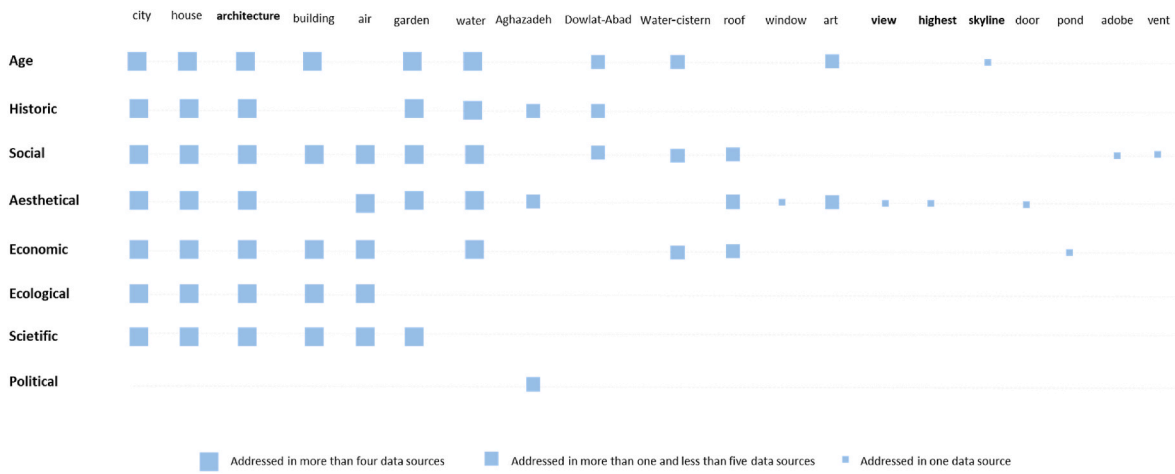 city house architecture building air garden water Aghazadeh Dowlat-Abad Water-cistern roof window art view highest skyline door pond adobe vent
Age
Historic
Social
Aesthetical
Economic
Ecological
Scietific
Political
Addressed in more than four data sources Addressed in more than one and less than five data sources Addressed in one data source